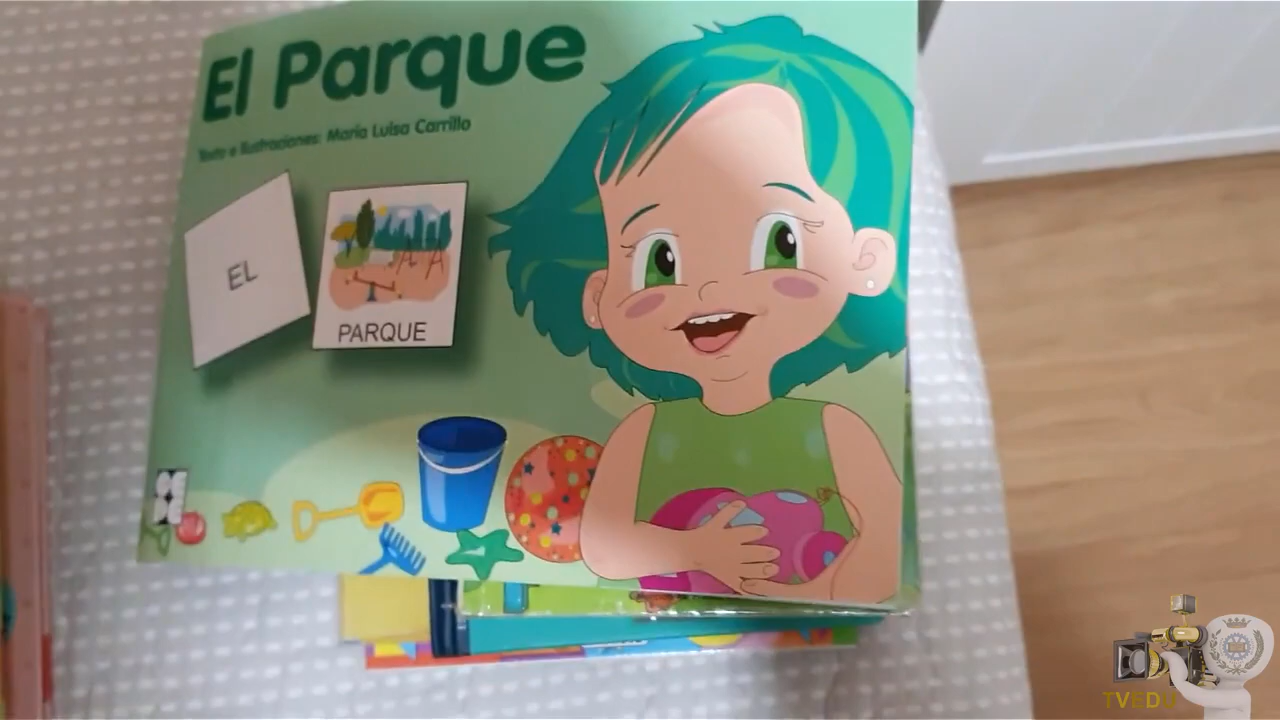 El Parque
Texto e Ilustraciones: María Luisa Carrillo
EL
PARQUE
TVEDU